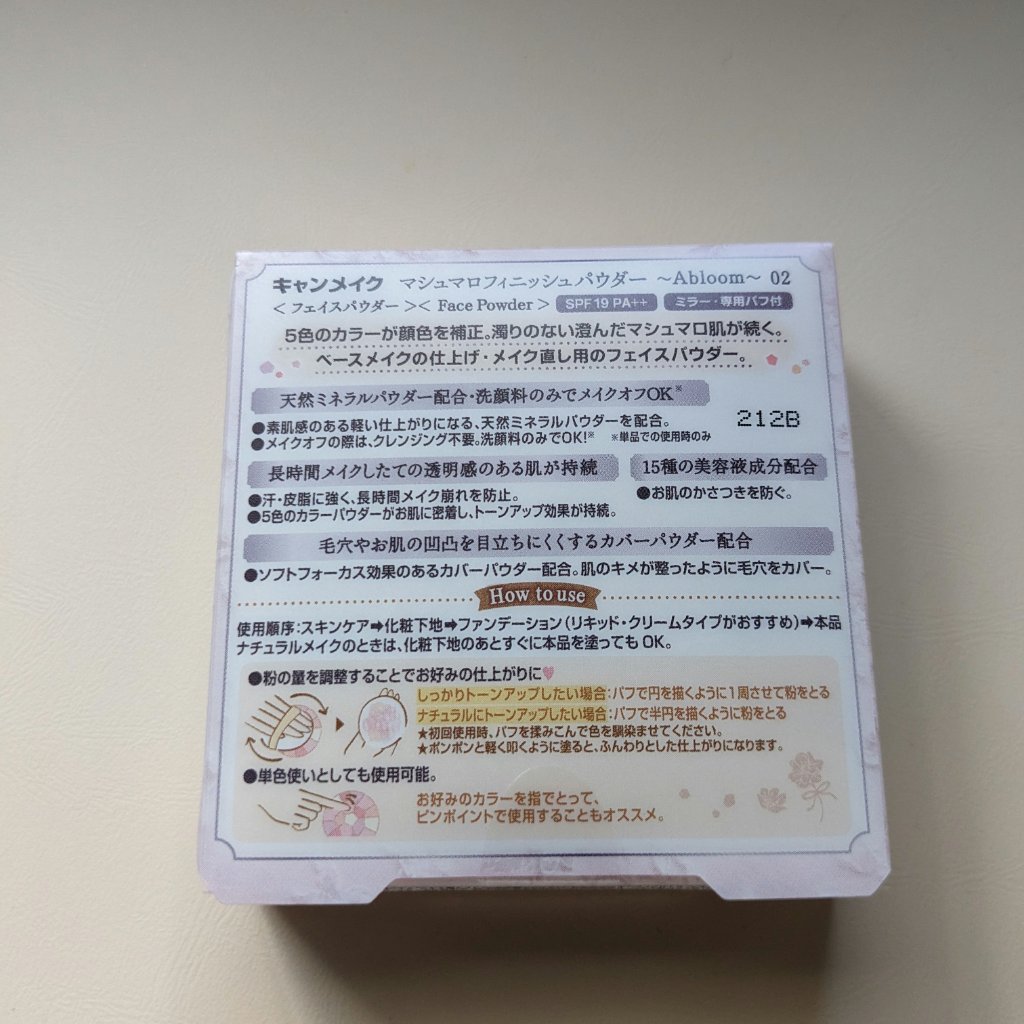 キャンメイク マシュマロフィニッシュパウダー ～Abloom～ 02
＜フェイスパウダー＞＜Face Powder＞ SPF19 PA++ ミラー・専用パフ付
5色のカラーが顔色を補正。濁りのない澄んだマシュマロ肌が続く。
ベースメイクの仕上げ・メイク直し用のフェイスパウダー。
天然ミネラルパウダー配合・洗顔料のみでメイクオフOK※
●素肌感のある軽い仕上がりになる、天然ミネラルパウダーを配合。
●メイクオフの際は、クレンジング不要。洗顔料のみでOK!※ ※単品での使用時のみ
212B
長時間メイクしたての透明感のある肌が持続
●汗・皮脂に強く、長時間メイク崩れを防止。
●5色のカラーパウダーがお肌に密着し、トーンアップ効果が持続。
15種の美容液成分配合
●お肌のかさつきを防ぐ。
毛穴やお肌の凹凸を目立ちにくくするカバーパウダー配合
●ソフトフォーカス効果のあるカバーパウダー配合。肌のキメが整ったように毛穴をカバー。
How to use
使用順序:スキンケア➡化粧下地➡ファンデーション(リキッド・クリームタイプがおすすめ)➡本品
ナチュラルメイクのときは、化粧下地のあとすぐに本品を塗ってもOK。
●粉の量を調整することでお好みの仕上がりに♥
しっかりトーンアップしたい場合:パフで円を描くように1周させて粉をとる
ナチュラルにトーンアップしたい場合:パフで半円を描くように粉をとる
★初回使用時、パフを揉みこんで色を馴染ませてください。
★ポンポンと軽く叩くように塗ると、ふんわりとした仕上がりになります。
●単色使いとしても使用可能。
お好みのカラーを指でとって、
ピンポイントで使用することもオススメ。